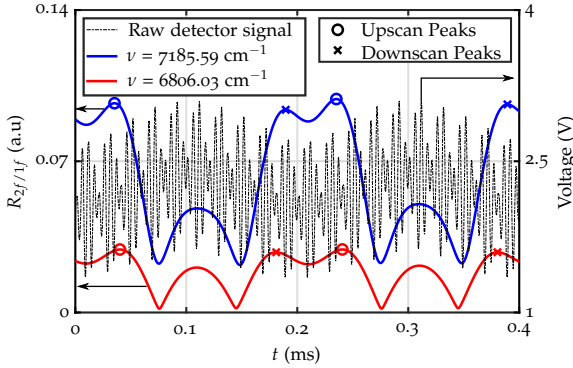 0.14
4
Raw detector signal
ν = 7185.59 cm⁻¹
ν = 6806.03 cm⁻¹
Upscan Peaks
Downscan Peaks
R2f/1f (a.u)
0.07
2.5
Voltage (V)
0
1
0
0.1
0.2
0.3
0.4
t (ms)